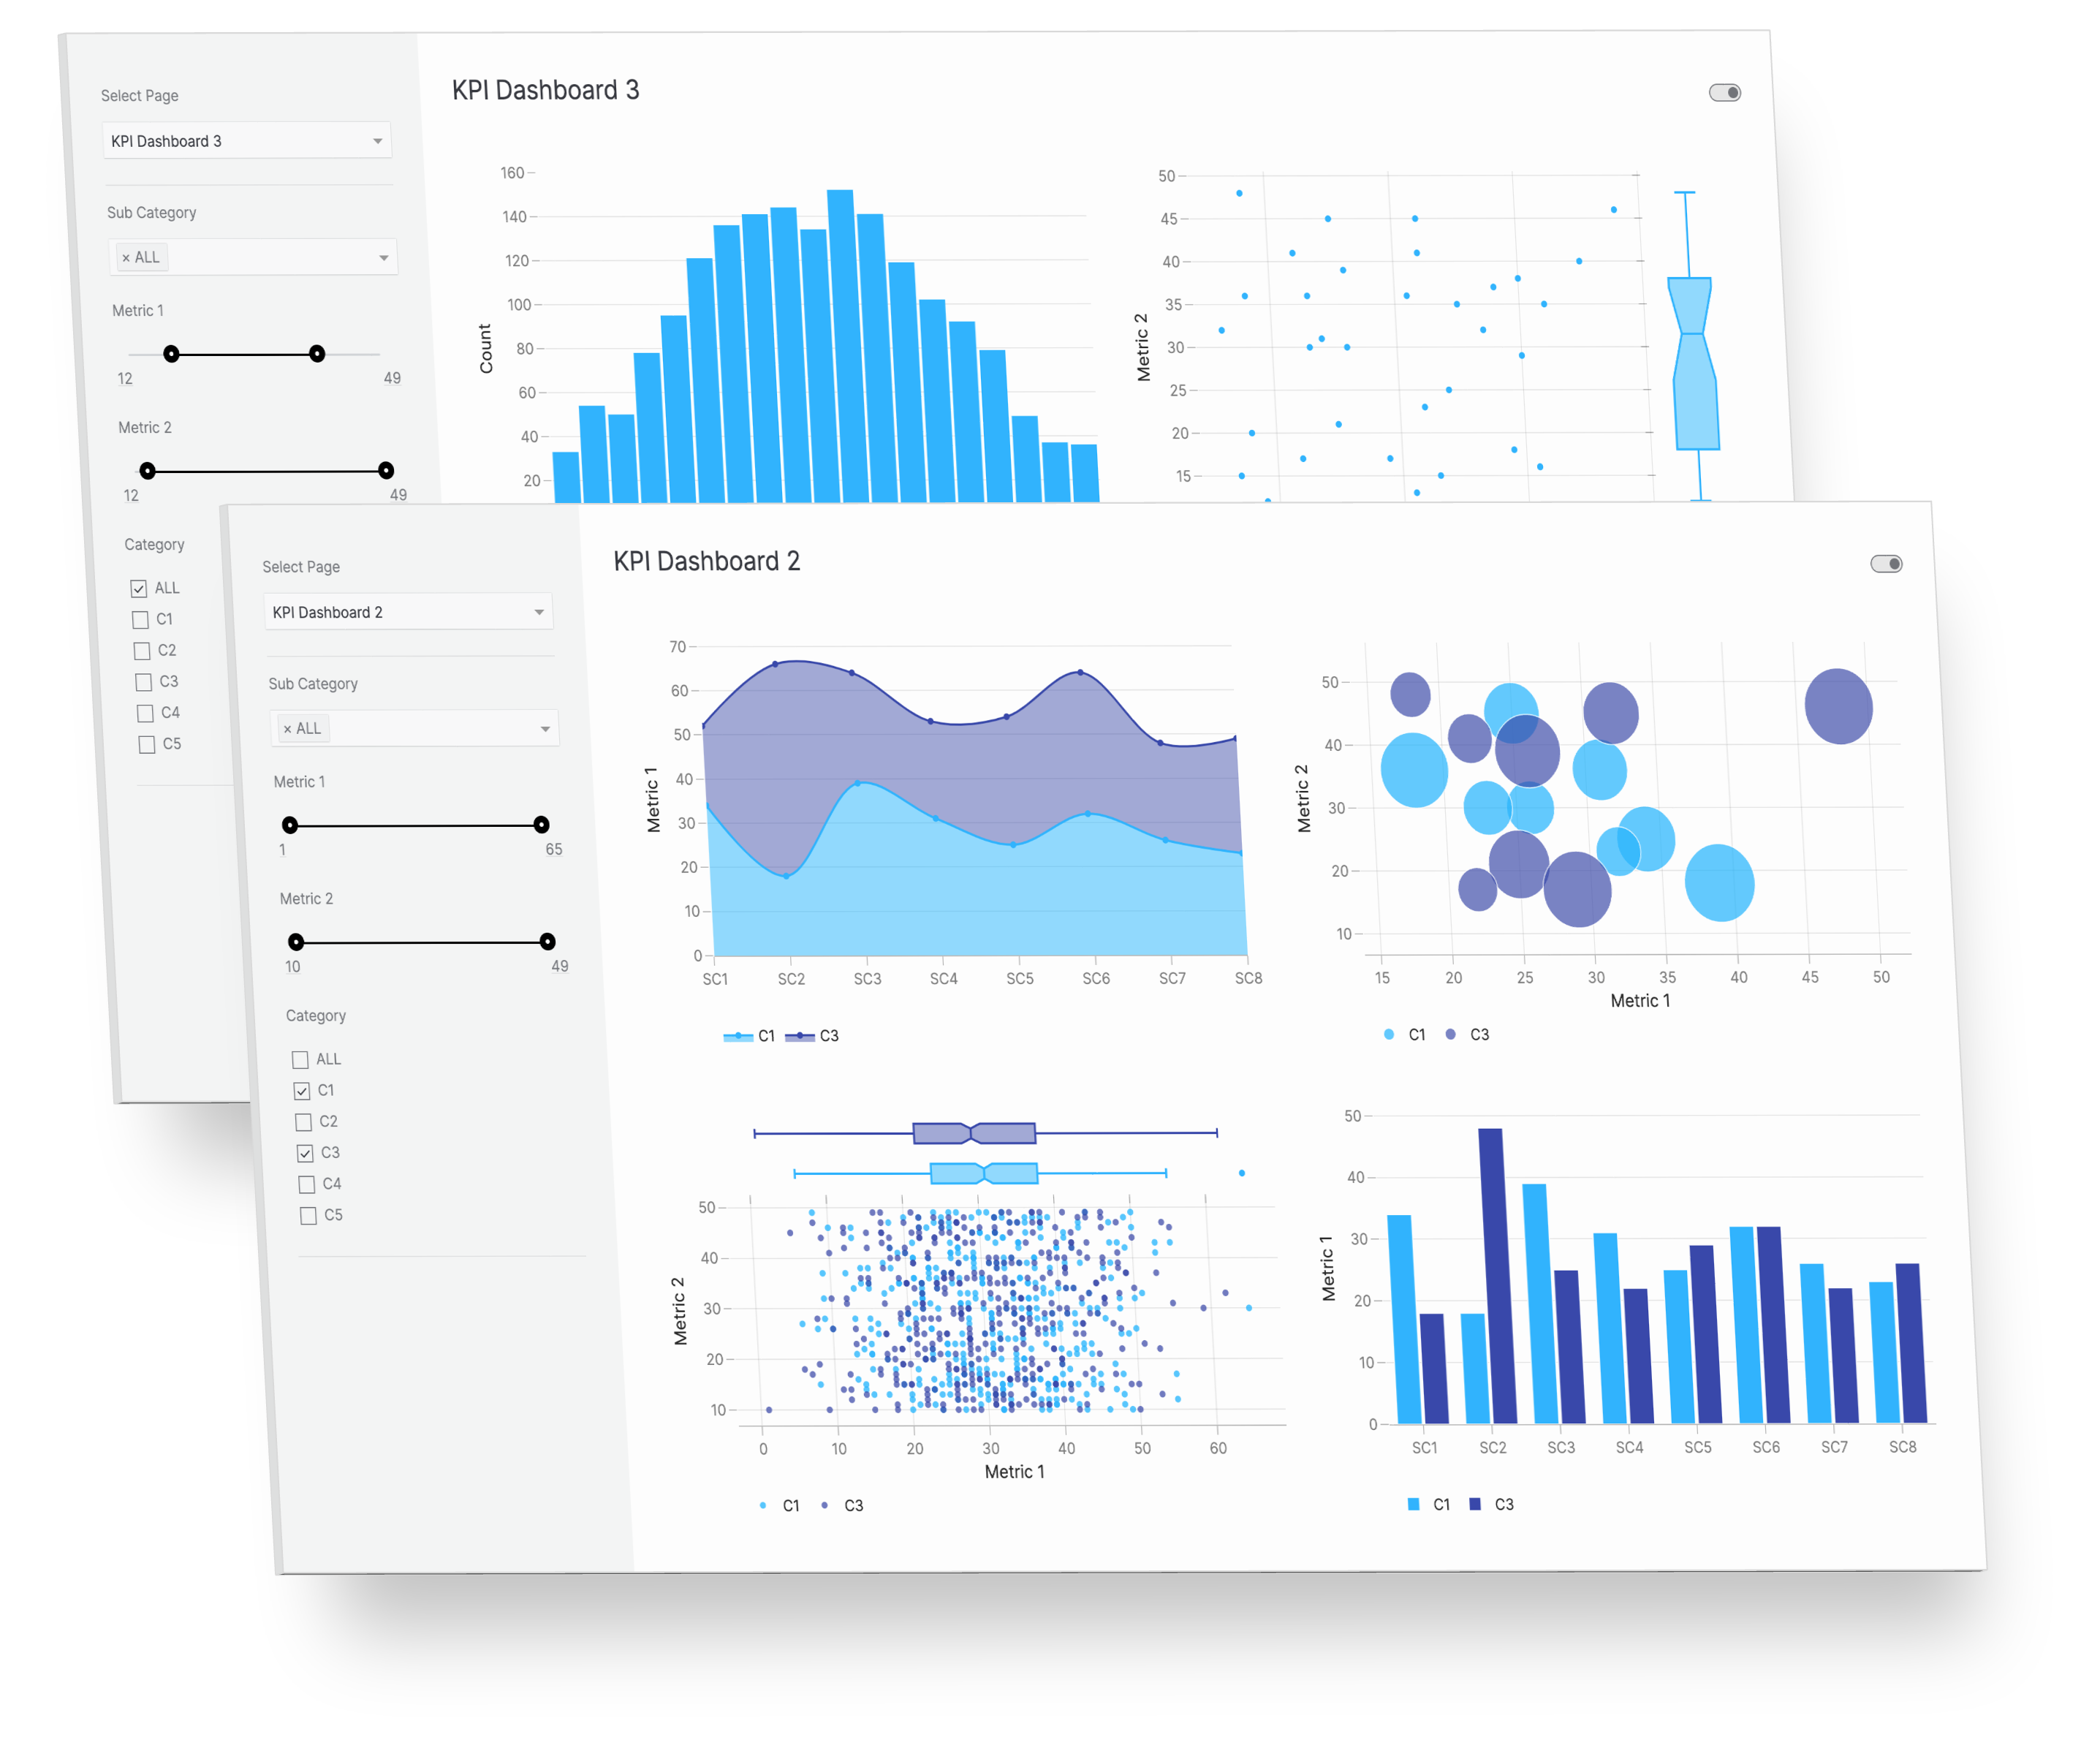 Select Page
KPI Dashboard 3
Sub Category
× ALL
Metric 1
12 49
Metric 2
12 49
Category
ALL
C1
C2
C3
C4
C5
KPI Dashboard 3
160
140
120
100
80
60
40
20
Count
50
45
40
35
30
25
20
15
Metric 2
Select Page
KPI Dashboard 2
Sub Category
× ALL
Metric 1
1 65
Metric 2
10 49
Category
ALL
C1
C2
C3
C4
C5
KPI Dashboard 2
70
60
50
40
30
20
10
0
Metric 1
SC1 SC2 SC3 SC4 SC5 SC6 SC7 SC8
C1 C3
50
40
30
20
10
Metric 2
15 20 25 30 35 40 45 50
Metric 1
C1 C3
50
40
30
20
10
Metric 2
0 10 20 30 40 50 60
Metric 1
C1 C3
50
40
30
20
10
0
Metric 1
SC1 SC2 SC3 SC4 SC5 SC6 SC7 SC8
C1 C3